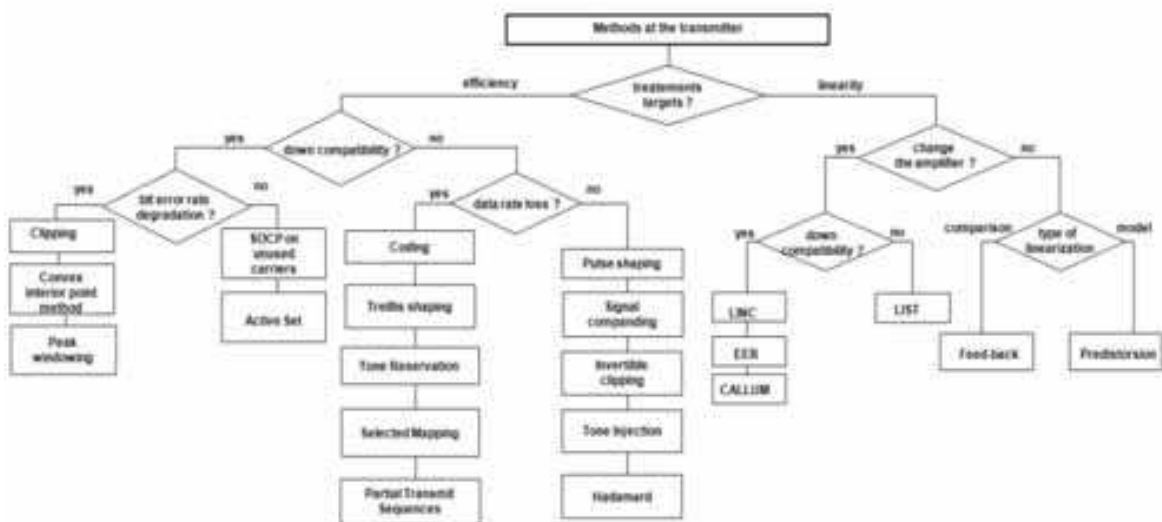 Methods at the transmitter
efficiency
treatements
targets ?
linearity
yes
down compatibility ?
no
yes
change
the amplifier ?
no
yes
bit error rate
degradation ?
no
yes
data rate loss ?
no
yes
down
compatibility ?
no
comparison
type of
linearization
model
Clipping
SOCP on
unused
carriers
Coding
Pulse shaping
Convex
interior point
method
Trellis shaping
Signal
companding
LINC
LIST
Active Set
Peak
windowing
Tone Reservation
Invertible
clipping
EER
Feed-back
Predistorsion
CALLUM
Selected Mapping
Tone Injection
Partial Transmit
Sequences
Hadamard